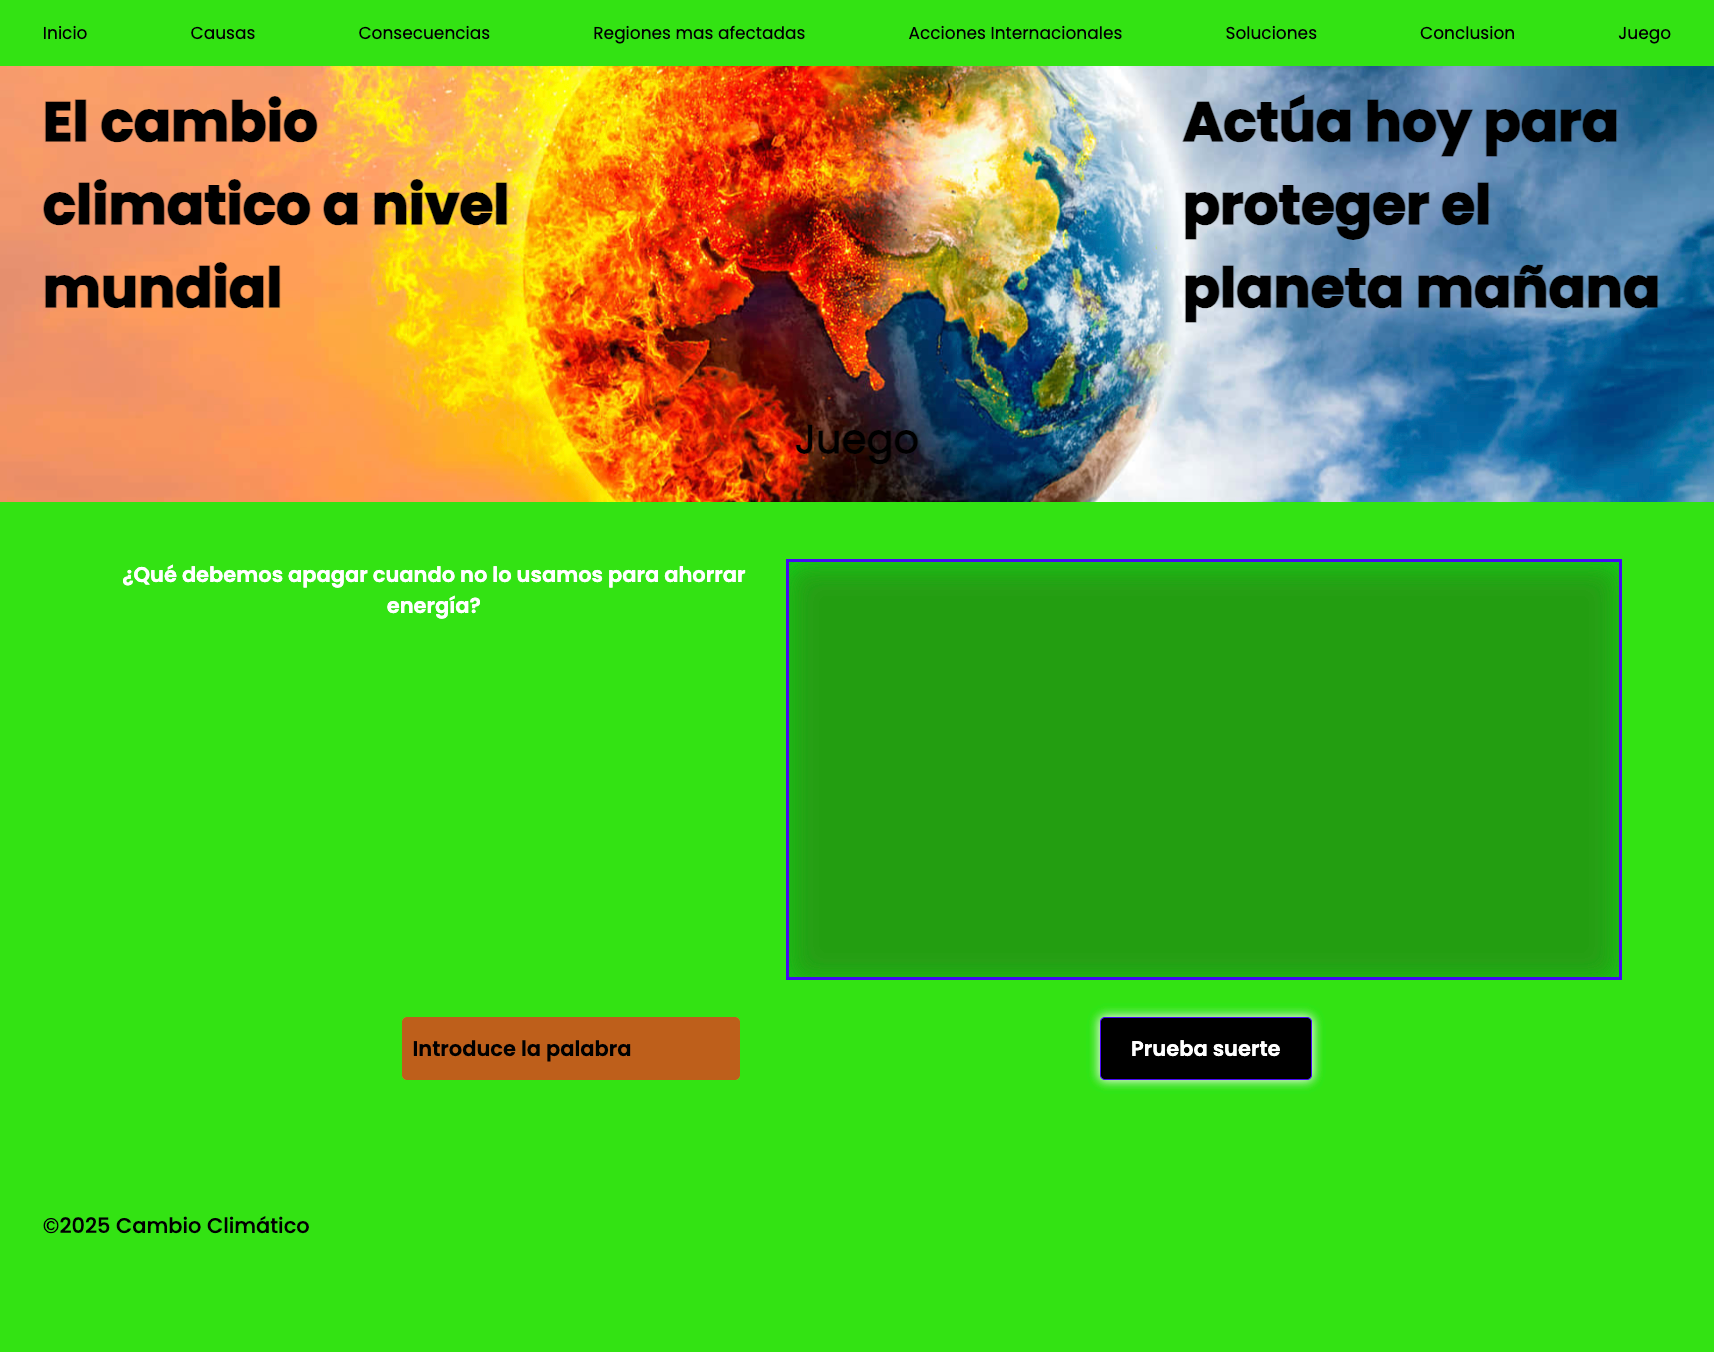 Inicio Causas Consecuencias Regiones mas afectadas Acciones Internacionales Soluciones Conclusion Juego
El cambio
climatico a nivel
mundial
Actúa hoy para
proteger el
planeta mañana
Juego
¿Qué debemos apagar cuando no lo usamos para ahorrar
energía?
Introduce la palabra
Prueba suerte
©2025 Cambio Climático